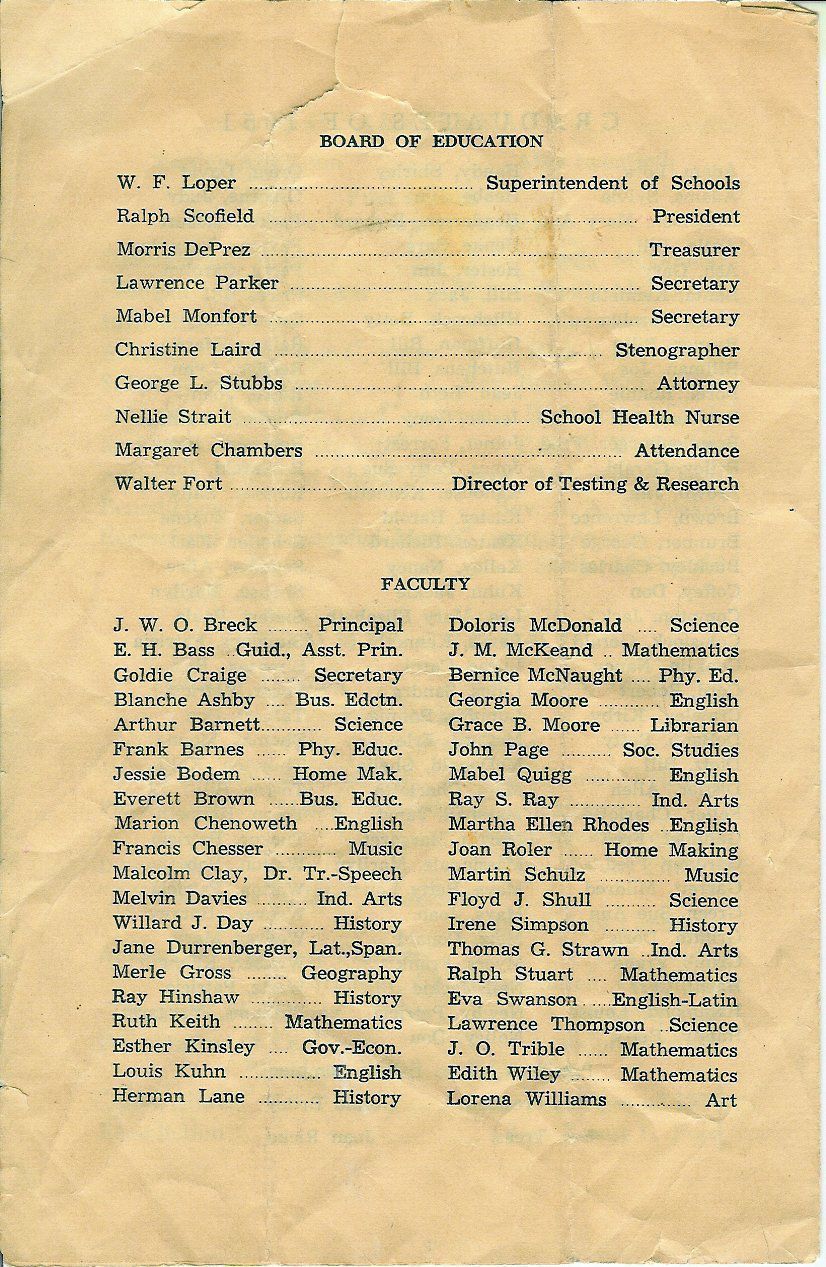 BOARD OF EDUCATION
W. F. Loper ........ Superintendent of Schools
Ralph Scofield ........ President
Morris DePrez ........ Treasurer
Lawrence Parker ........ Secretary
Mabel Monfort ........ Secretary
Christine Laird ........ Stenographer
George L. Stubbs ........ Attorney
Nellie Strait ........ School Health Nurse
Margaret Chambers ........ Attendance
Walter Fort ........ Director of Testing & Research
FACULTY
J. W. O. Breck ........ Principal
E. H. Bass ..Guid., Asst. Prin.
Goldie Craige ........ Secretary
Blanche Ashby .... Bus. Edctn.
Arthur Barnett............ Science
Frank Barnes ...... Phy. Educ.
Jessie Bodem ...... Home Mak.
Everett Brown ......Bus. Educ.
Marion Chenoweth ....English
Francis Chesser ............ Music
Malcolm Clay, Dr. Tr.-Speech
Melvin Davies .......... Ind. Arts
Willard J. Day ............ History
Jane Durrenberger, Lat.,Span.
Merle Gross ........ Geography
Ray Hinshaw .............. History
Ruth Keith ........ Mathematics
Esther Kinsley .... Gov.-Econ.
Louis Kuhn ................ English
Herman Lane ............ History
Doloris McDonald .... Science
J. M. McKeand .. Mathematics
Bernice McNaught .... Phy. Ed.
Georgia Moore ............ English
Grace B. Moore ...... Librarian
John Page .......... Soc. Studies
Mabel Quigg .............. English
Ray S. Ray .............. Ind. Arts
Martha Ellen Rhodes ..English
Joan Roler ...... Home Making
Martin Schulz .............. Music
Floyd J. Shull .......... Science
Irene Simpson .......... History
Thomas G. Strawn ..Ind. Arts
Ralph Stuart .... Mathematics
Eva Swanson .....English-Latin
Lawrence Thompson ..Science
J. O. Trible ...... Mathematics
Edith Wiley ........ Mathematics
Lorena Williams .............. Art